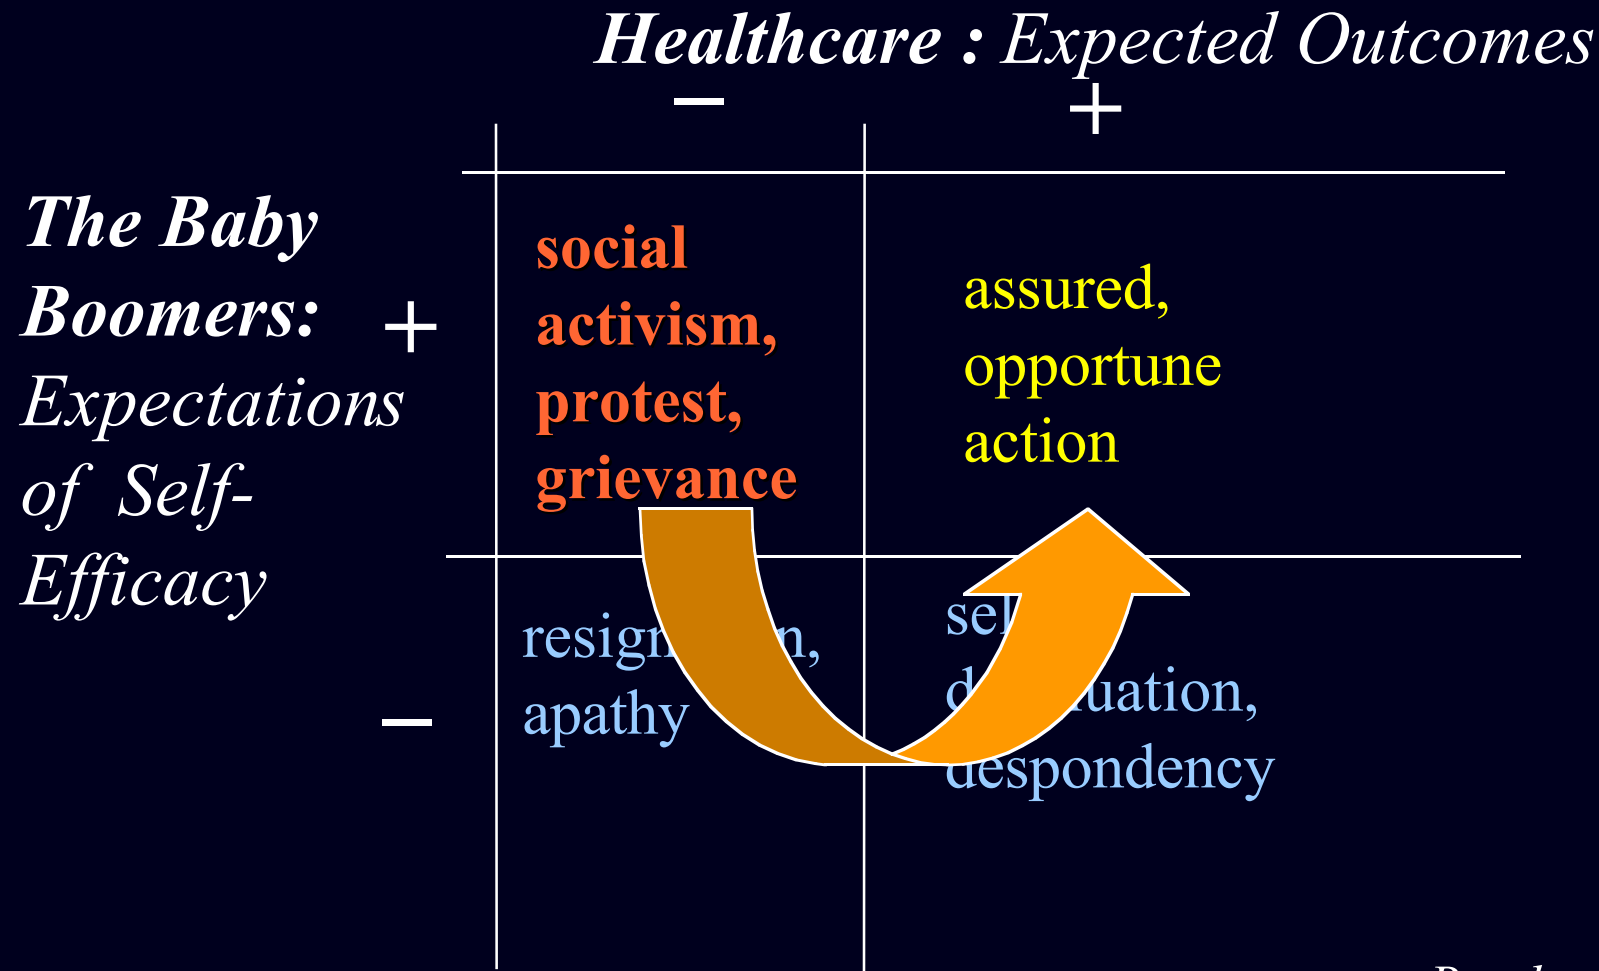 Healthcare : Expected Outcomes
– +
The Baby
Boomers: +
Expectations
of Self-
Efficacy
–
social
activism,
protest,
grievance
assured,
opportune
action
apathy
despondency